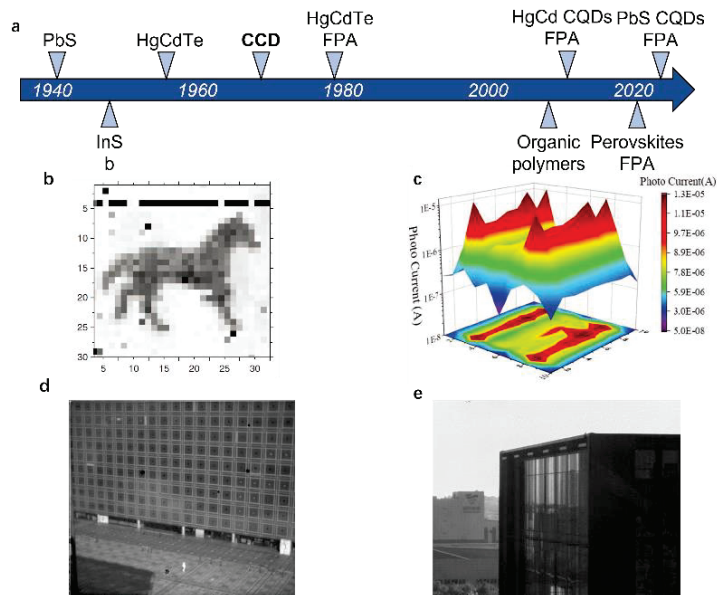 a
PbS
HgCdTe
CCD
HgCdTe
FPA
HgCd CQDs
FPA
PbS CQDs
FPA
1940
1960
1980
2000
2020
InS
b
Organic
polymers
Perovskites
FPA
b
5
10
15
20
25
30
5
10
15
20
25
30
c
Photo Current(A)
1E-5
1E-6
1E-7
1E-8
Photo Current (A)
1.3E-05
1.1E-05
9.7E-06
7.8E-06
5.9E-06
3.9E-06
2.0E-06
5.0E-08
d
e